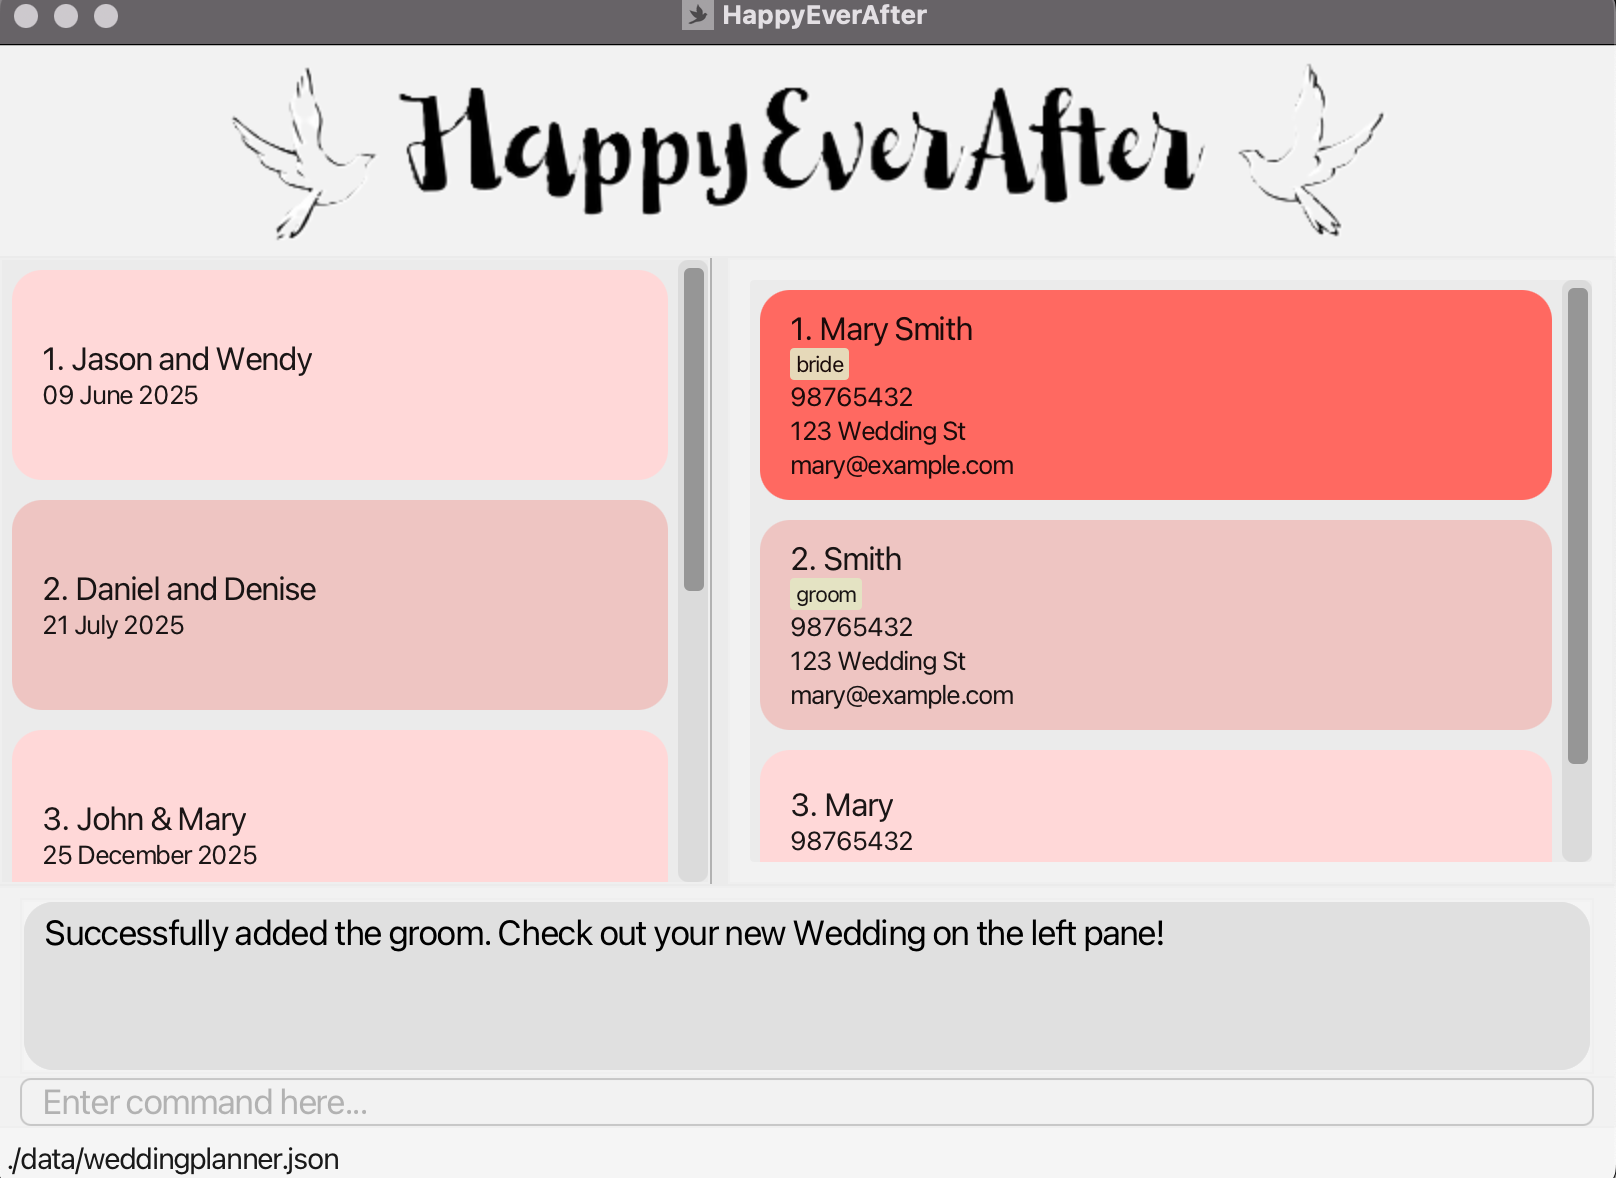 HappyEverAfter
HappyEverAfter
1. Jason and Wendy
09 June 2025
2. Daniel and Denise
21 July 2025
3. John & Mary
25 December 2025
1. Mary Smith
bride
98765432
123 Wedding St
mary@example.com
2. Smith
groom
98765432
123 Wedding St
mary@example.com
3. Mary
98765432
Successfully added the groom. Check out your new Wedding on the left pane!
Enter command here...
./data/weddingplanner.json